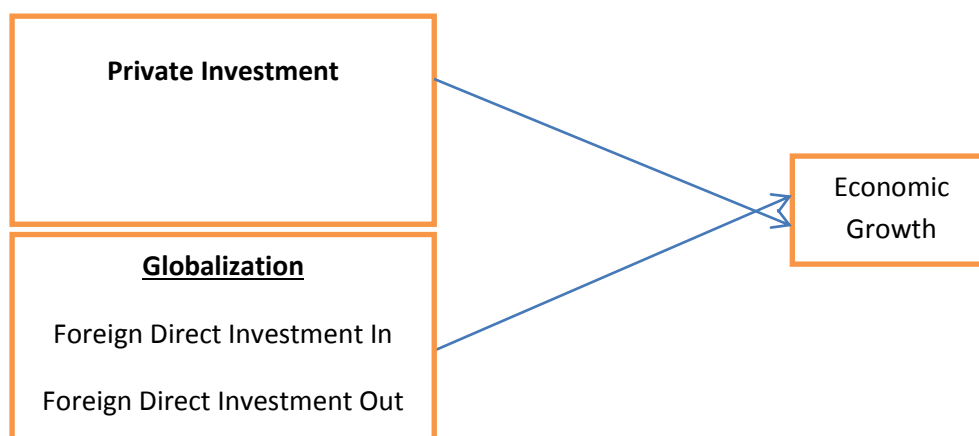 Private Investment
Globalization
Foreign Direct Investment In
Foreign Direct Investment Out
Economic
Growth